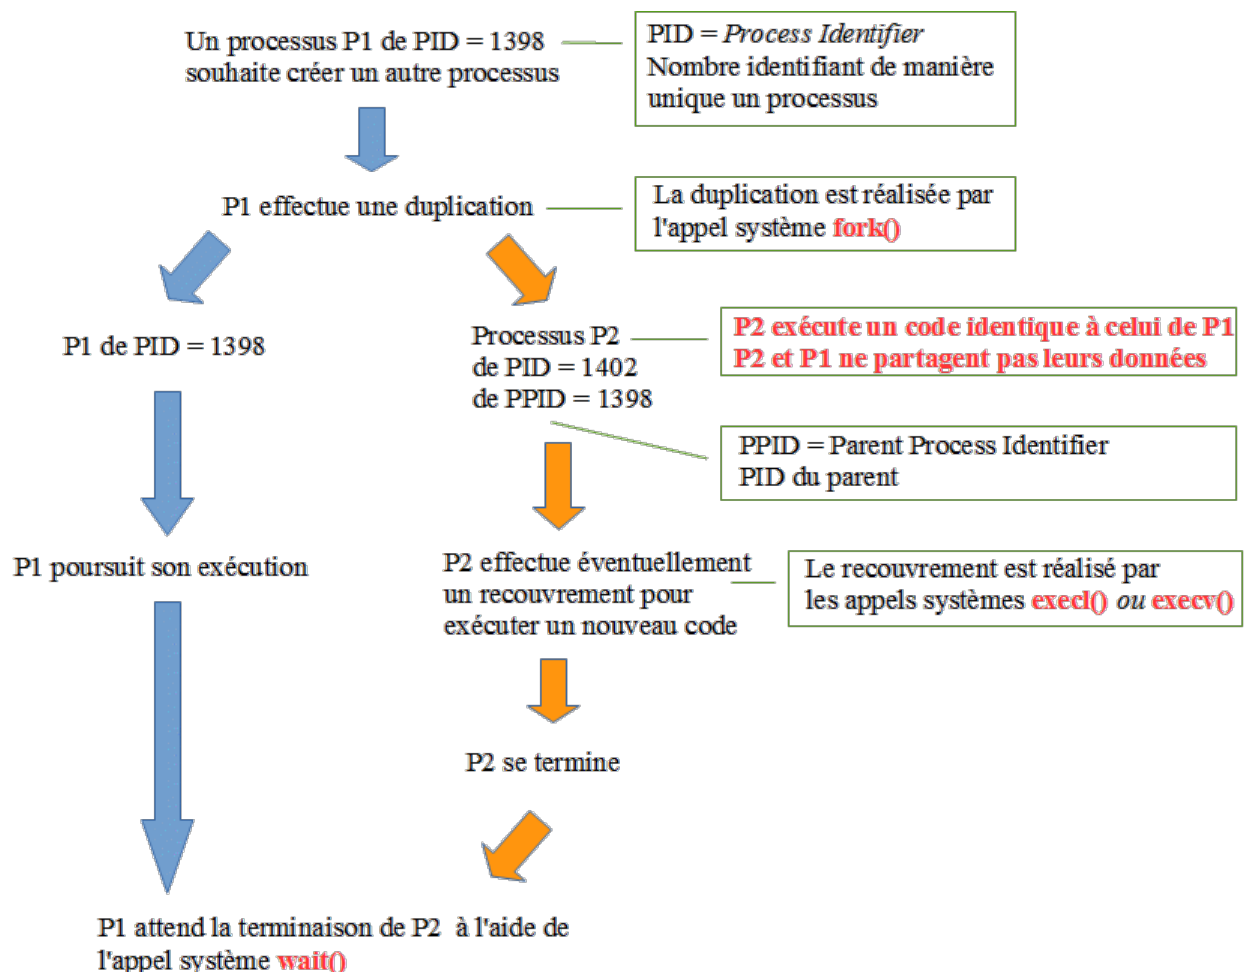 Un processus P1 de PID = 1398
souhaite créer un autre processus
PID = Process Identifier
Nombre identifiant de manière
unique un processus
P1 effectue une duplication
La duplication est réalisée par
l'appel système fork()
P1 de PID = 1398
Processus P2
de PID = 1402
de PPID = 1398
P2 exécute un code identique à celui de P1
P2 et P1 ne partagent pas leurs données
PPID = Parent Process Identifier
PID du parent
P1 poursuit son exécution
P2 effectue éventuellement
un recouvrement pour
exécuter un nouveau code
Le recouvrement est réalisé par
les appels systèmes execl() ou execv()
P2 se termine
P1 attend la terminaison de P2 à l'aide de
l'appel système wait()